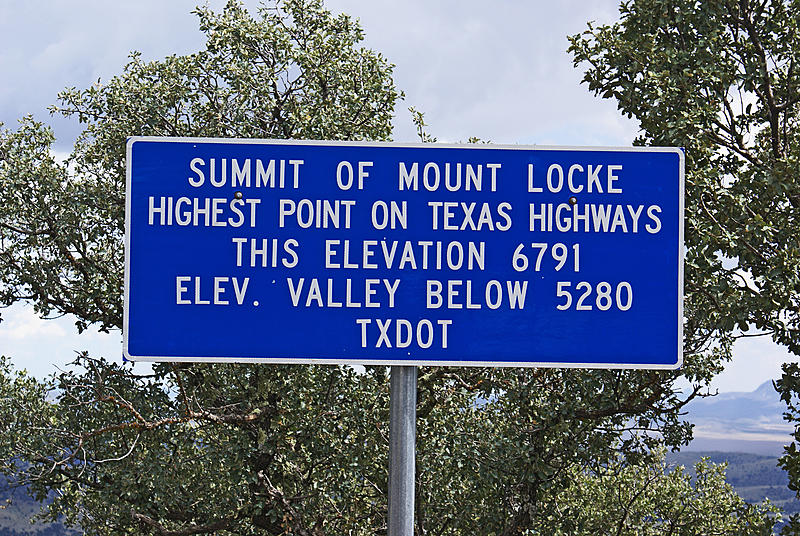 SUMMIT OF MOUNT LOCKE
HIGHEST POINT ON TEXAS HIGHWAYS
THIS ELEVATION 6791
ELEV. VALLEY BELOW 5280
TXDOT